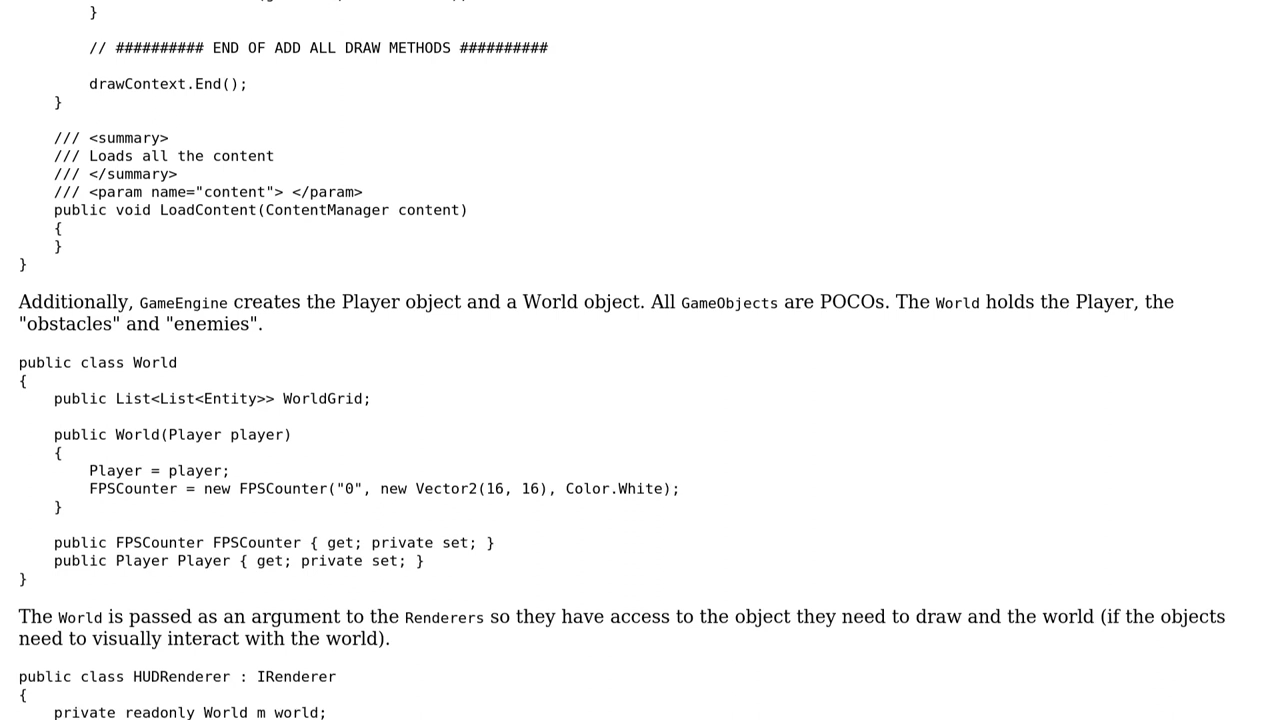 }
// ########## END OF ADD ALL DRAW METHODS ##########
drawContext.End();
}
/// <summary>
/// Loads all the content
/// </summary>
/// <param name="content"> </param>
public void LoadContent(ContentManager content)
{
}
}
Additionally, GameEngine creates the Player object and a World object. All GameObjects are POCOs. The World holds the Player, the
"obstacles" and "enemies".
public class World
{
public List<List<Entity>> WorldGrid;
public World(Player player)
{
Player = player;
FPSCounter = new FPSCounter("0", new Vector2(16, 16), Color.White);
}
public FPSCounter FPSCounter { get; private set; }
public Player Player { get; private set; }
}
The World is passed as an argument to the Renderers so they have access to the object they need to draw and the world (if the objects
need to visually interact with the world).
public class HUDRenderer : IRenderer
{
private readonly World m_world;